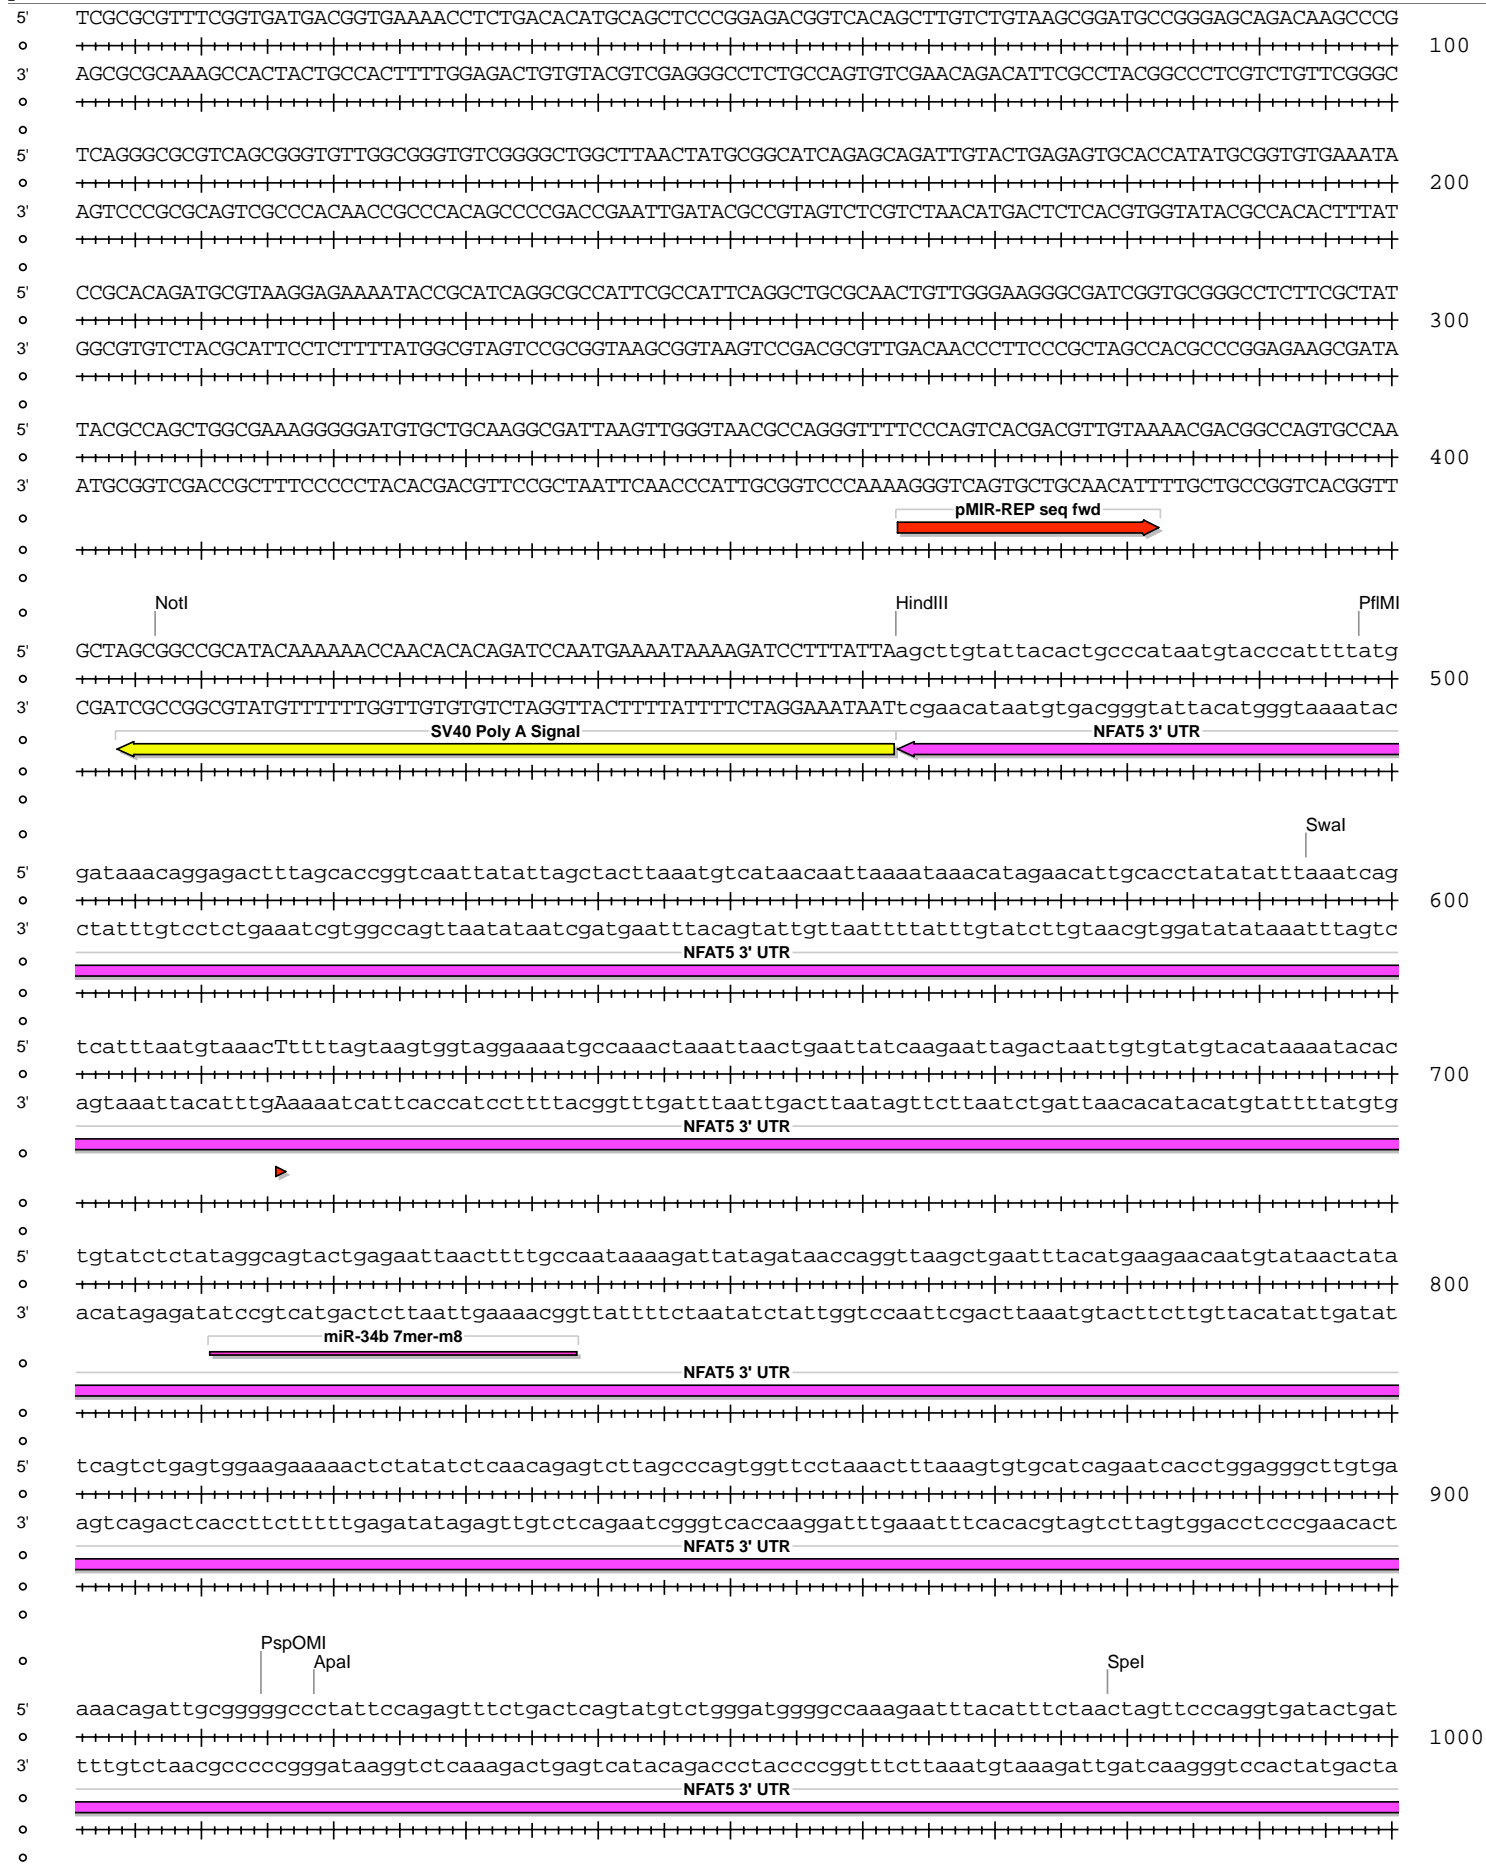 5' TCGCGCGTTTCGGTGATGACGGTGAAAACCTCTGACACATGCAGCTCCCGGAGACGGTCACAGCTTGTCTGTAAGCGGATGCCGGGAGCAGACAAGCCCG
100
3' AGCGCGCAAAGCCACTACTGCCACTTTTGGAGACTGTGTACGTCGAGGGCCTCTGCCAGTGTCGAACAGACATTCGCCTACGGCCCTCGTCTGTTCGGGC
5' TCAGGGCGCGTCAGCGGGTGTTGGCGGGTGTCGGGGCTGGCTTAACTATGCGGCATCAGAGCAGATTGTACTGAGAGTGCACCATATGCGGTGTGAAATA
200
3' AGTCCCGCGCAGTCGCCCACAACCGCCCACAGCCCCGACCGAATTGATACGCCGTAGTCTCGTCTAACATGACTCTCACGTGGTATACGCCACACTTTAT
5' CCGCACAGATGCGTAAGGAGAAAATACCGCATCAGGCGCCATTCGCCATTCAGGCTGCGCAACTGTTGGGAAGGGCGATCGGTGCGGGCCTCTTCGCTAT
300
3' GGCGTGTCTACGCATTCCTCTTTTATGGCGTAGTCCGCGGTAAGCGGTAAGTCCGACGCGTTGACAACCCTTCCCGCTAGCCACGCCCGGAGAAGCGATA
5' TACGCCAGCTGGCGAAAGGGGGATGTGCTGCAAGGCGATTAAGTTGGGTAACGCCAGGGTTTTCCCAGTCACGACGTTGTAAAACGACGGCCAGTGCCAA
400
3' ATGCGGTCGACCGCTTTCCCCCTACACGACGTTCCGCTAATTCAACCCATTGCGGTCCCAAAAGGGTCAGTGCTGCAACATTTTGCTGCCGGTCACGGTT
pMIR-REP seq fwd
NotI HindIII PflMI
5' GCTAGCGGCCGCATACAAAAAACCAACACACAGATCCAATGAAAATAAAAGATCCTTTATTAagcttgtattacactgcccataatgtacccattttatg
500
3' CGATCGCCGGCGTATGTTTTTTGGTTGTGTGTCTAGGTTACTTTTATTTTCTAGGAAATAATtcgaacataatgtgacgggtattacatgggtaaaatac
SV40 Poly A Signal NFAT5 3' UTR
SwaI
5' gataaacaggagactttagcaccggtcaattatattagctacttaaatgtcataacaattaaaataaacatagaacattgcacctatatatttaaatcag
600
3' ctatttgtcctctgaaatcgtggccagttaatataatcgatgaatttacagtattgttaattttatttgtatcttgtaacgtggatatataaatttagtc
NFAT5 3' UTR
5' tcatttaatgtaaacTttttagtaagtggtaggaaaatgccaaactaaattaactgaattatcaagaattagactaattgtgtatgtacataaaatacac
700
3' agtaaattacatttgAaaaatcattcaccatccttttacggtttgatttaattgacttaatagttcttaatctgattaacacatacatgtattttatgtg
NFAT5 3' UTR
5' tgtatctctataggcagtactgagaattaacttttgccaataaaagattatagataaccaggttaagctgaatttacatgaagaacaatgtataactata
800
3' acatagagatatccgtcatgactcttaattgaaaacggttattttctaatatctattggtccaattcgacttaaatgtacttcttgttacatattgatat
miR-34b 7mer-m8
NFAT5 3' UTR
5' tcagtctgagtggaagaaaaactctatatctcaacagagtcttagcccagtggttcctaaactttaaagtgtgcatcagaatcacctggagggcttgtga
900
3' agtcagactcaccttctttttgagatatagagttgtctcagaatcgggtcaccaaggatttgaaatttcacacgtagtcttagtggacctcccgaacact
NFAT5 3' UTR
PspOMI
ApaI SpeI
5' aaacagattgcgggggccctattccagagtttctgactcagtatgtctgggatggggccaaagaatttacatttctaactagttcccaggtgatactgat
1000
3' tttgtctaacgcccccgggataaggtctcaaagactgagtcatacagaccctaccccggtttcttaaatgtaaagattgatcaagggtccactatgacta
NFAT5 3' UTR